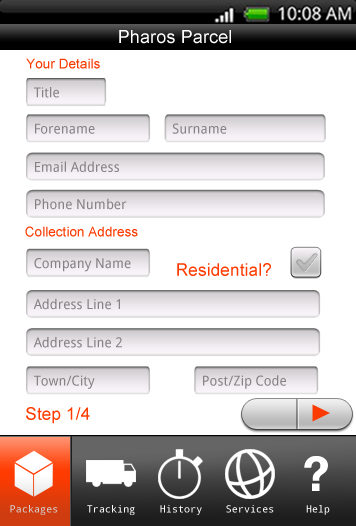 10:08 AM
Pharos Parcel
Your Details
Title
Forename Surname
Email Address
Phone Number
Collection Address
Company Name Residential?
Address Line 1
Address Line 2
Town/City Post/Zip Code
Step 1/4
Packages Tracking History Services Help